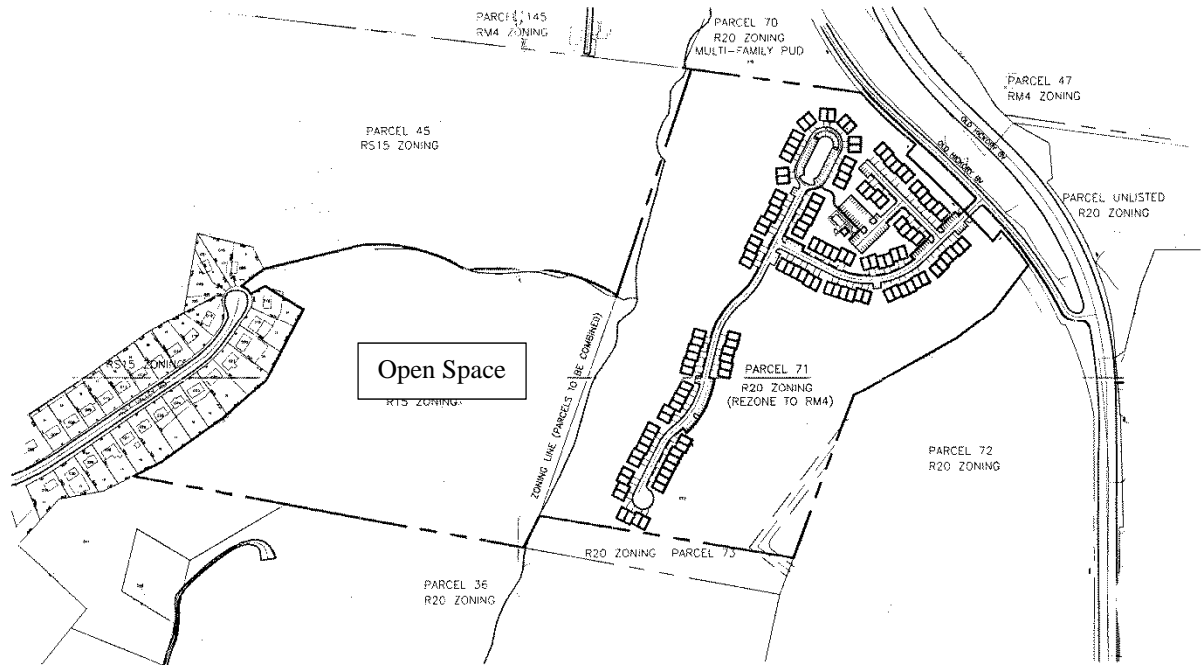 PARCEL 145
RM4 ZONING
PARCEL 70
R20 ZONING
MULTI-FAMILY PUD
PARCEL 47
RM4 ZONING
OLD HICKORY BV
OLD HICKORY BV
PARCEL 45
RS15 ZONING
PARCEL UNLISTED
R20 ZONING
ZONING LINE (PARCELS TO BE COMBINED)
RS15 ZONING
Open Space
PARCEL 71
R20 ZONING
(REZONE TO RM4)
PARCEL 72
R20 ZONING
R20 ZONING PARCEL 73
PARCEL 36
R20 ZONING